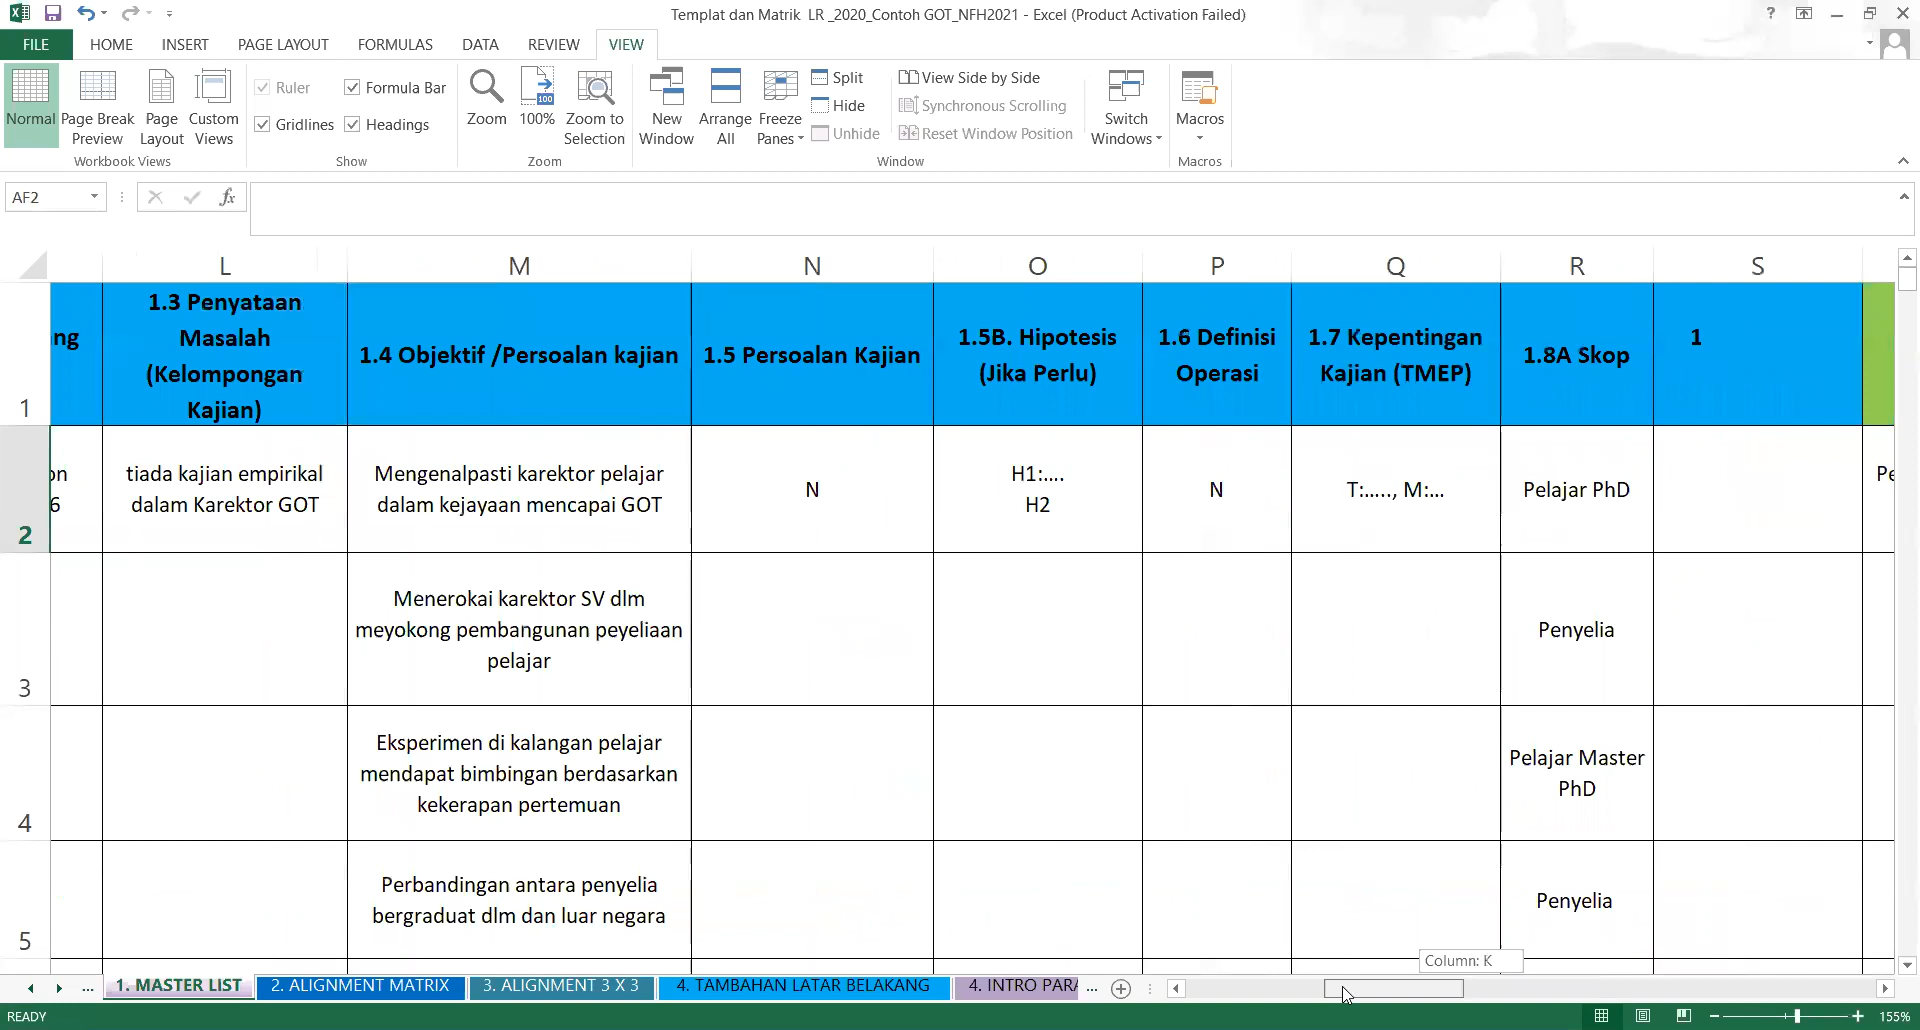 Templat dan Matrik LR _2020_Contoh GOT_NFH2021 - Excel (Product Activation Failed)
?
FILE HOME INSERT PAGE LAYOUT FORMULAS DATA REVIEW VIEW
Normal
Page Break Preview
Page Layout
Custom Views
Workbook Views
Ruler
Formula Bar
Gridlines
Headings
Show
Zoom
100
100%
Zoom to Selection
Zoom
New Window
Arrange All
Freeze Panes
Split
Hide
Unhide
View Side by Side
Synchronous Scrolling
Reset Window Position
Switch Windows
Window
Macros
Macros
AF2
fx
L M N O P Q R S
1
ng
1.3 Penyataan
Masalah
(Kelompongan
Kajian)
1.4 Objektif /Persoalan kajian
1.5 Persoalan Kajian
1.5B. Hipotesis
(Jika Perlu)
1.6 Definisi
Operasi
1.7 Kepentingan
Kajian (TMEP)
1.8A Skop
1
2
on
6
tiada kajian empirikal
dalam Karektor GOT
Mengenalpasti karektor pelajar
dalam kejayaan mencapai GOT
N
H1:....
H2
N
T:....., M:...
Pelajar PhD
Pe
3
Menerokai karektor SV dlm
meyokong pembangunan peyeliaan
pelajar
Penyelia
4
Eksperimen di kalangan pelajar
mendapat bimbingan berdasarkan
kekerapan pertemuan
Pelajar Master
PhD
5
Perbandingan antara penyelia
bergraduat dlm dan luar negara
Penyelia
Column: K
... 1. MASTER LIST 2. ALIGNMENT MATRIX 3. ALIGNMENT 3 X 3 4. TAMBAHAN LATAR BELAKANG 4. INTRO PARA ...
READY
155%